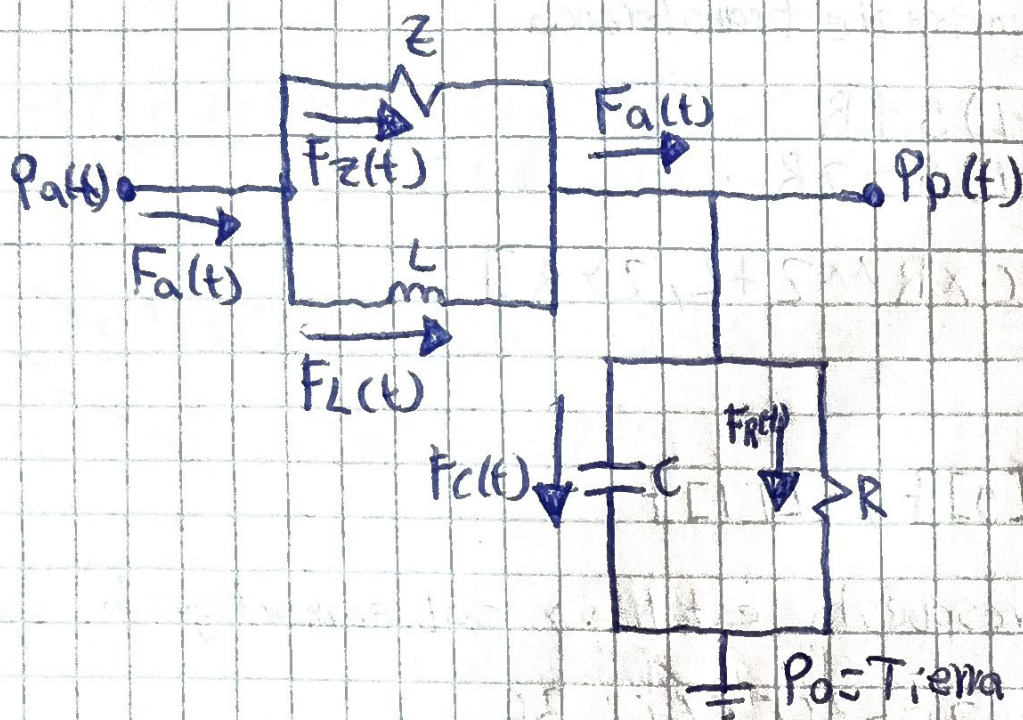 Z
Fa(t)
Fz(t)
Pa(t)
Pp(t)
Fa(t)
L
FL(t)
FR(t)
Fc(t)
C
R
Po=Tierra